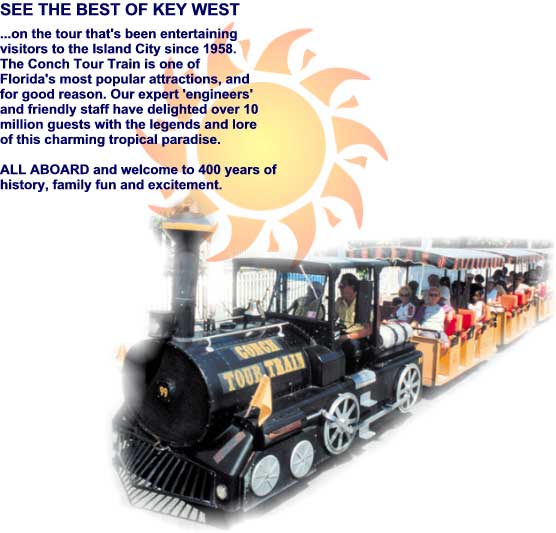 SEE THE BEST OF KEY WEST
...on the tour that's been entertaining
visitors to the Island City since 1958.
The Conch Tour Train is one of
Florida's most popular attractions, and
for good reason. Our expert 'engineers'
and friendly staff have delighted over 10
million guests with the legends and lore
of this charming tropical paradise.
ALL ABOARD and welcome to 400 years of
history, family fun and excitement.
CONCH
TOUR TRAIN
99